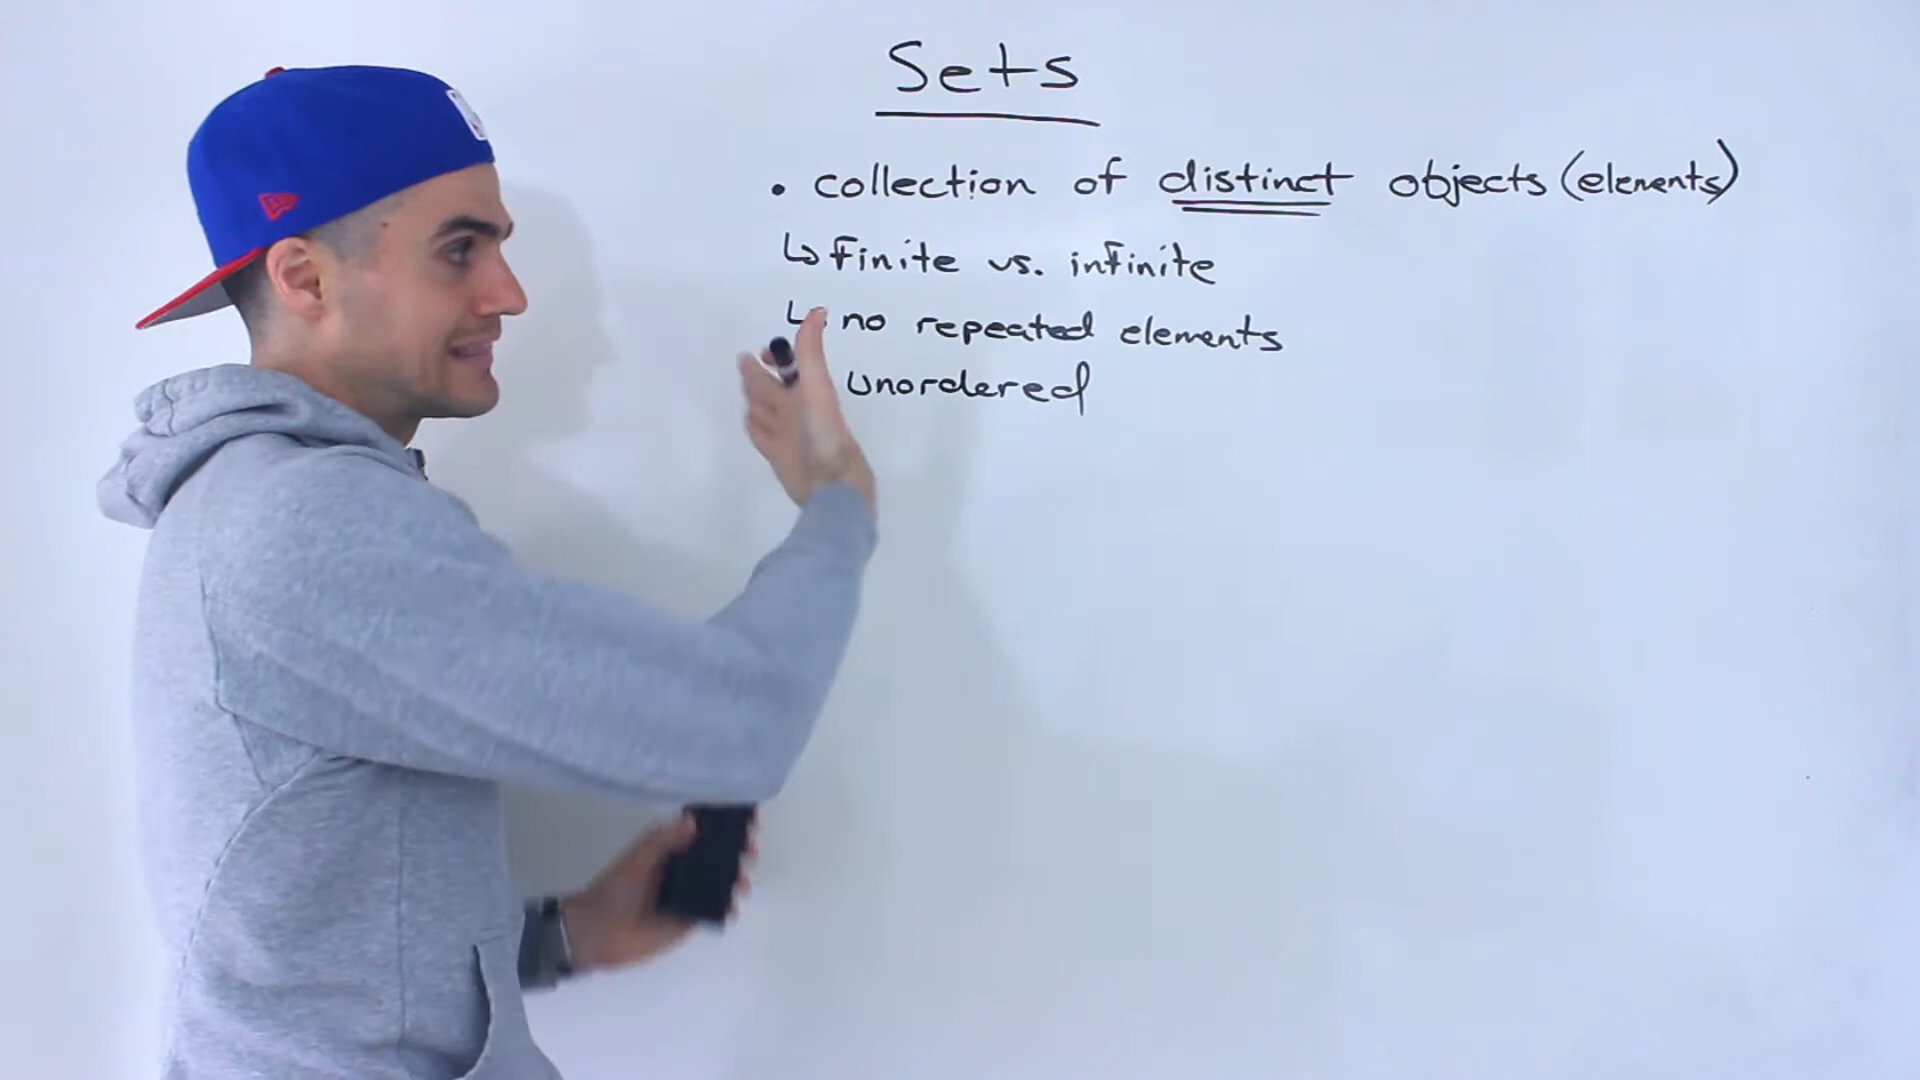 Sets
• collection of distinct objects (elements)
↳ finite vs. infinite
↳ no repeated elements
unordered